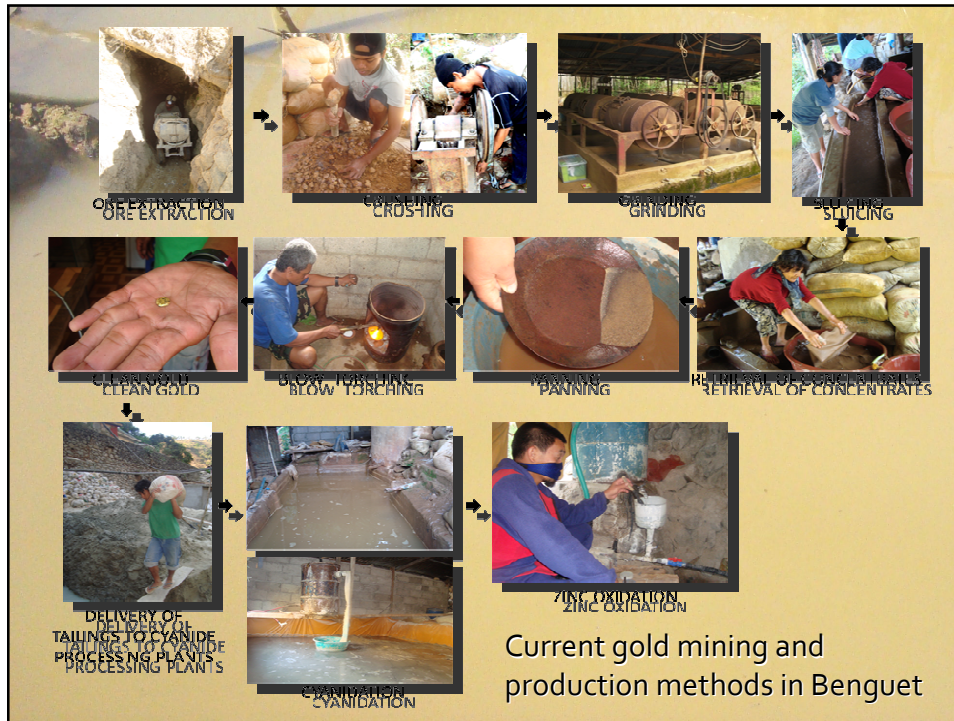 ORE EXTRACTION
CRUSHING
GRINDING
SLUICING
CLEAN GOLD
BLOW TORCHING
PANNING
RETRIEVAL OF CONCENTRATES
DELIVERY OF
TAILINGS TO CYANIDE
PROCESSING PLANTS
CYANIDATION
ZINC OXIDATION
Current gold mining and
production methods in Benguet